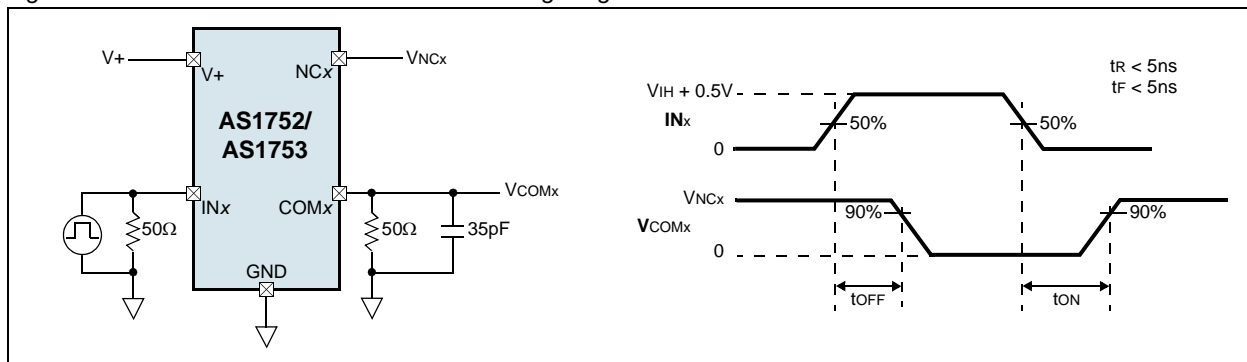 V+
V+
NCx
VNCx
AS1752/
AS1753
INx
COMx
VCOMx
50Ω
50Ω
35pF
GND
tR < 5ns
tF < 5ns
VIH + 0.5V
INx
0
50%
50%
VNCx
VCOMx
0
90%
90%
tOFF
tON